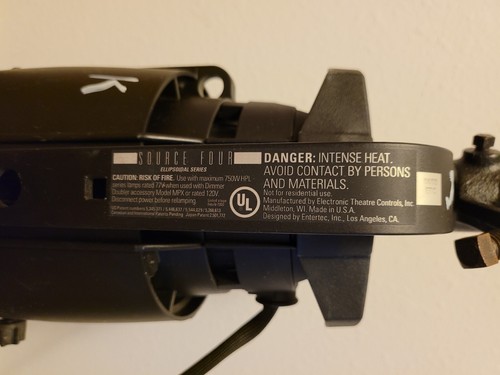 K
SOURCE FOUR
ELLIPSOIDAL SERIES
CAUTION: RISK OF FIRE. Use with maximum 750W HPL
series lamps rated 77V when used with Dimmer
Doubler accessory Model MPX or rated 120V.
Disconnect power before relamping.
UL
DANGER: INTENSE HEAT.
AVOID CONTACT BY PERSONS
AND MATERIALS.
Not for residential use.
Manufactured by Electronic Theatre Controls, Inc.
Middleton, WI. Made in U.S.A.
Designed by Entertec, Inc., Los Angeles, CA.